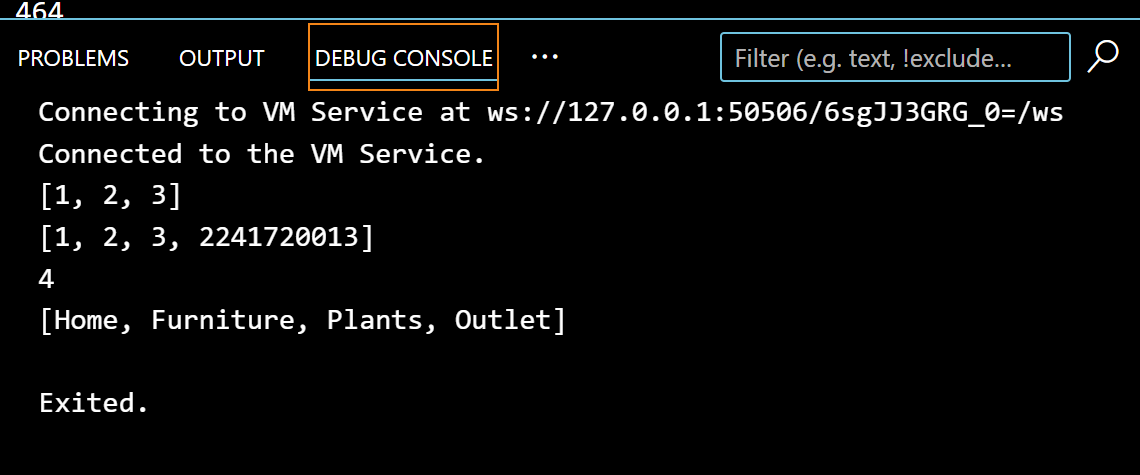 464
PROBLEMS OUTPUT DEBUG CONSOLE ··· Filter (e.g. text, !exclude...
Connecting to VM Service at ws://127.0.0.1:50506/6sgJJ3GRG_0=/ws
Connected to the VM Service.
[1, 2, 3]
[1, 2, 3, 2241720013]
4
[Home, Furniture, Plants, Outlet]
Exited.